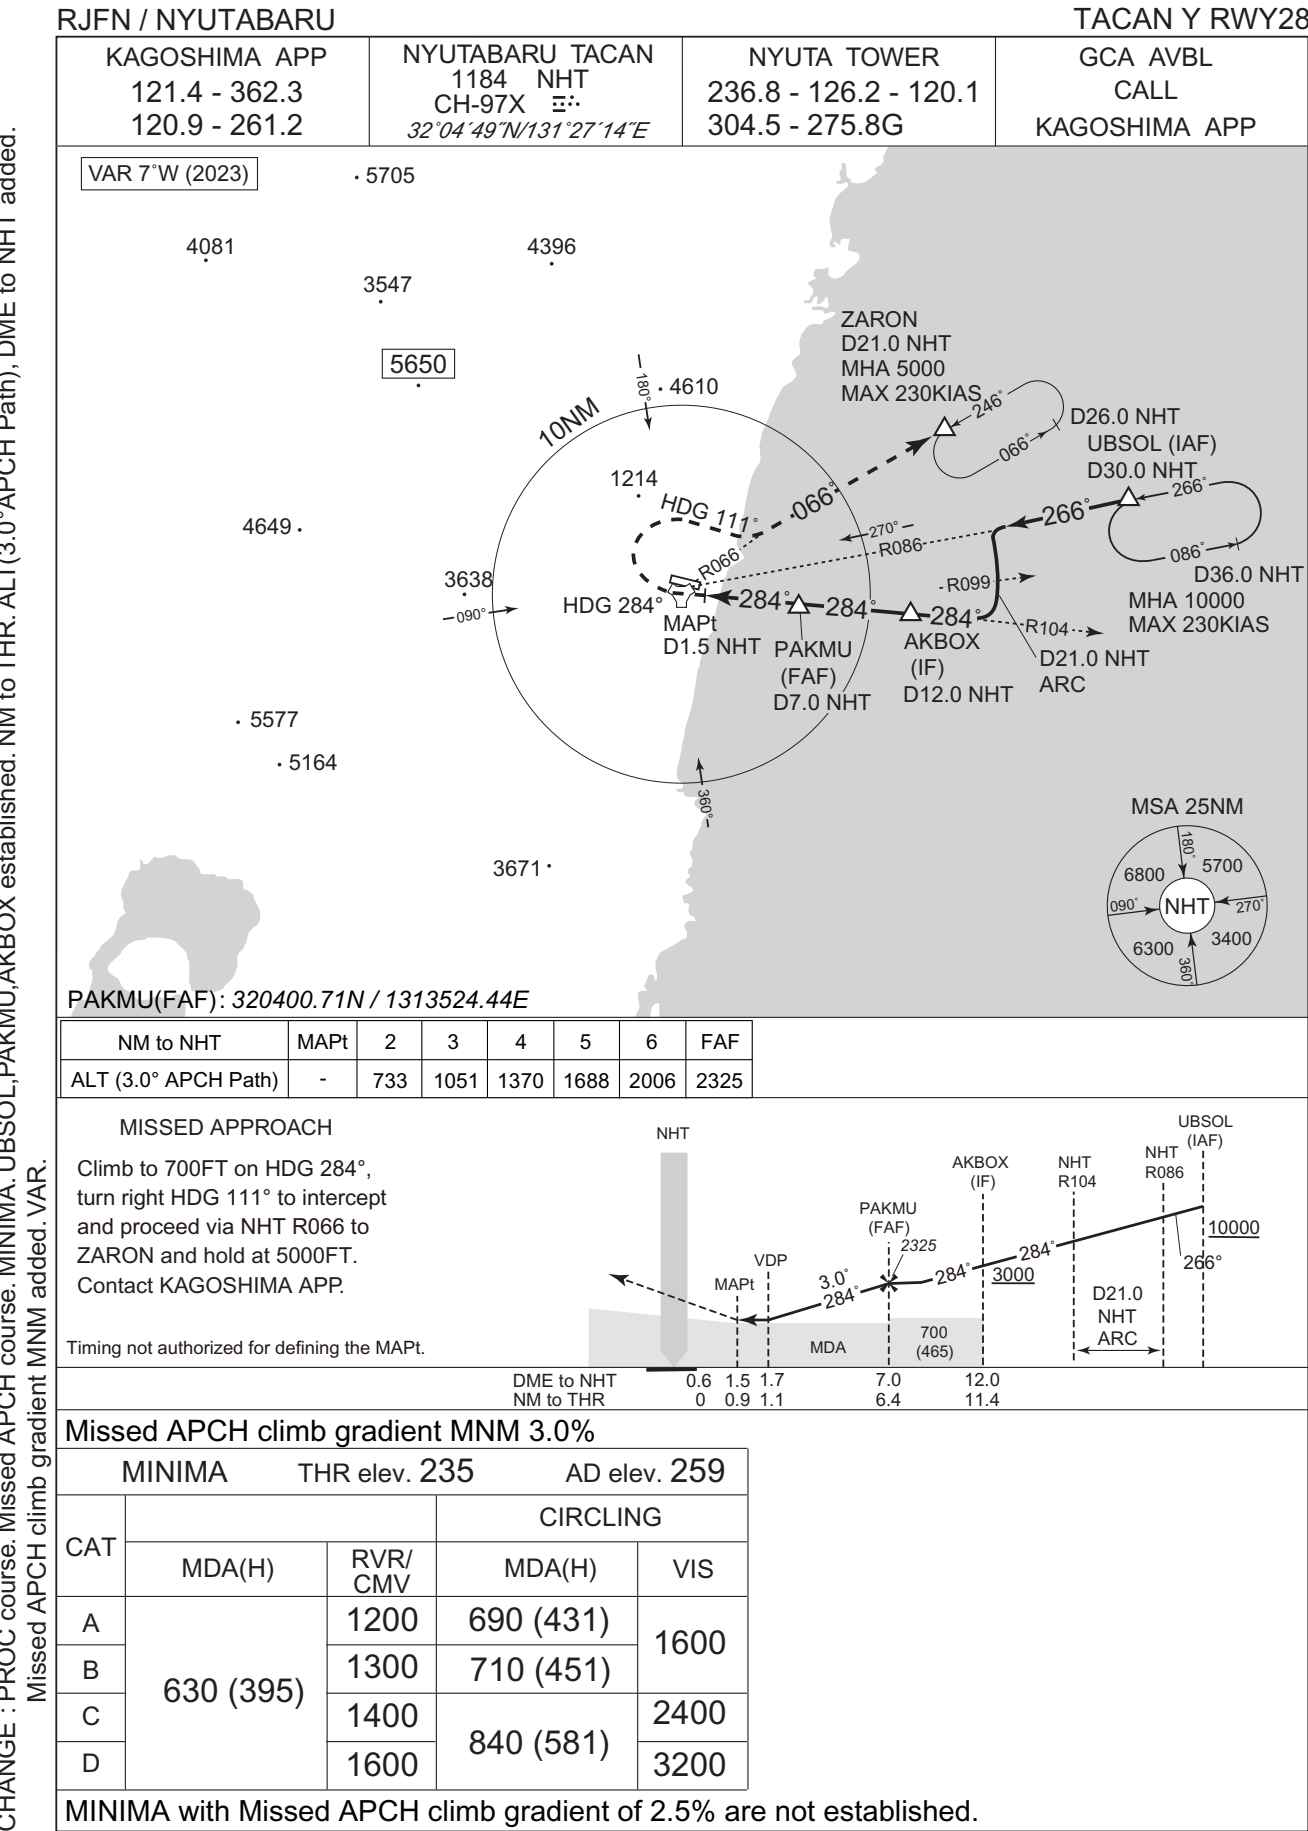 RJFN / NYUTABARU
TACAN Y RWY28
KAGOSHIMA APP
121.4 - 362.3
120.9 - 261.2
NYUTABARU TACAN
1184 NHT
CH-97X
32°04′49″N/131°27′14″E
NYUTA TOWER
236.8 - 126.2 - 120.1
304.5 - 275.8G
GCA AVBL
CALL
KAGOSHIMA APP
VAR 7°W (2023)
5705
4081
4396
3547
5650
180°
4610
10NM
ZARON
D21.0 NHT
MHA 5000
MAX 230KIAS
246°
066°
D26.0 NHT
UBSOL (IAF)
D30.0 NHT
266°
266°
086°
D36.0 NHT
MHA 10000
MAX 230KIAS
1214
HDG 111°
066°
4649
270°
R086
R066
R099
3638
090°
HDG 284°
284°
284°
284°
R104
MAPt
D1.5 NHT
PAKMU
(FAF)
D7.0 NHT
AKBOX
(IF)
D12.0 NHT
D21.0 NHT
ARC
5577
5164
360°
3671
MSA 25NM
180°
6800
5700
090°
NHT
270°
6300
3400
360°
PAKMU(FAF): 320400.71N / 1313524.44E
NM to NHT MAPt 2 3 4 5 6 FAF
ALT (3.0° APCH Path) - 733 1051 1370 1688 2006 2325
MISSED APPROACH
Climb to 700FT on HDG 284°,
turn right HDG 111° to intercept
and proceed via NHT R066 to
ZARON and hold at 5000FT.
Contact KAGOSHIMA APP.
Timing not authorized for defining the MAPt.
NHT
MAPt
VDP
3.0°
284°
PAKMU
(FAF)
2325
284°
AKBOX
(IF)
3000
284°
NHT
R104
NHT
R086
UBSOL
(IAF)
10000
266°
D21.0
NHT
ARC
MDA
700
(465)
DME to NHT 0.6 1.5 1.7 7.0 12.0
NM to THR 0 0.9 1.1 6.4 11.4
Missed APCH climb gradient MNM 3.0%
MINIMA THR elev. 235 AD elev. 259
CAT
CIRCLING
MDA(H)
RVR/
CMV
MDA(H)
VIS
A 1200 690 (431)
1600
B 1300 710 (451)
630 (395)
C 1400 2400
840 (581)
D 1600 3200
MINIMA with Missed APCH climb gradient of 2.5% are not established.
CHANGE : PROC course. Missed APCH course. MINIMA. UBSOL,PAKMU,AKBOX established. NM to THR. ALT(3.0°APCH Path), DME to NHT added.
Missed APCH climb gradient MNM added. VAR.